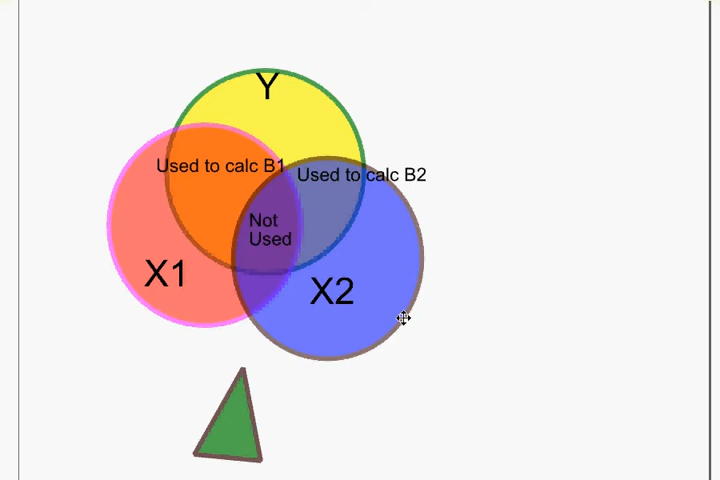 Y
Used to calc B1
Used to calc B2
Not
Used
X1
X2